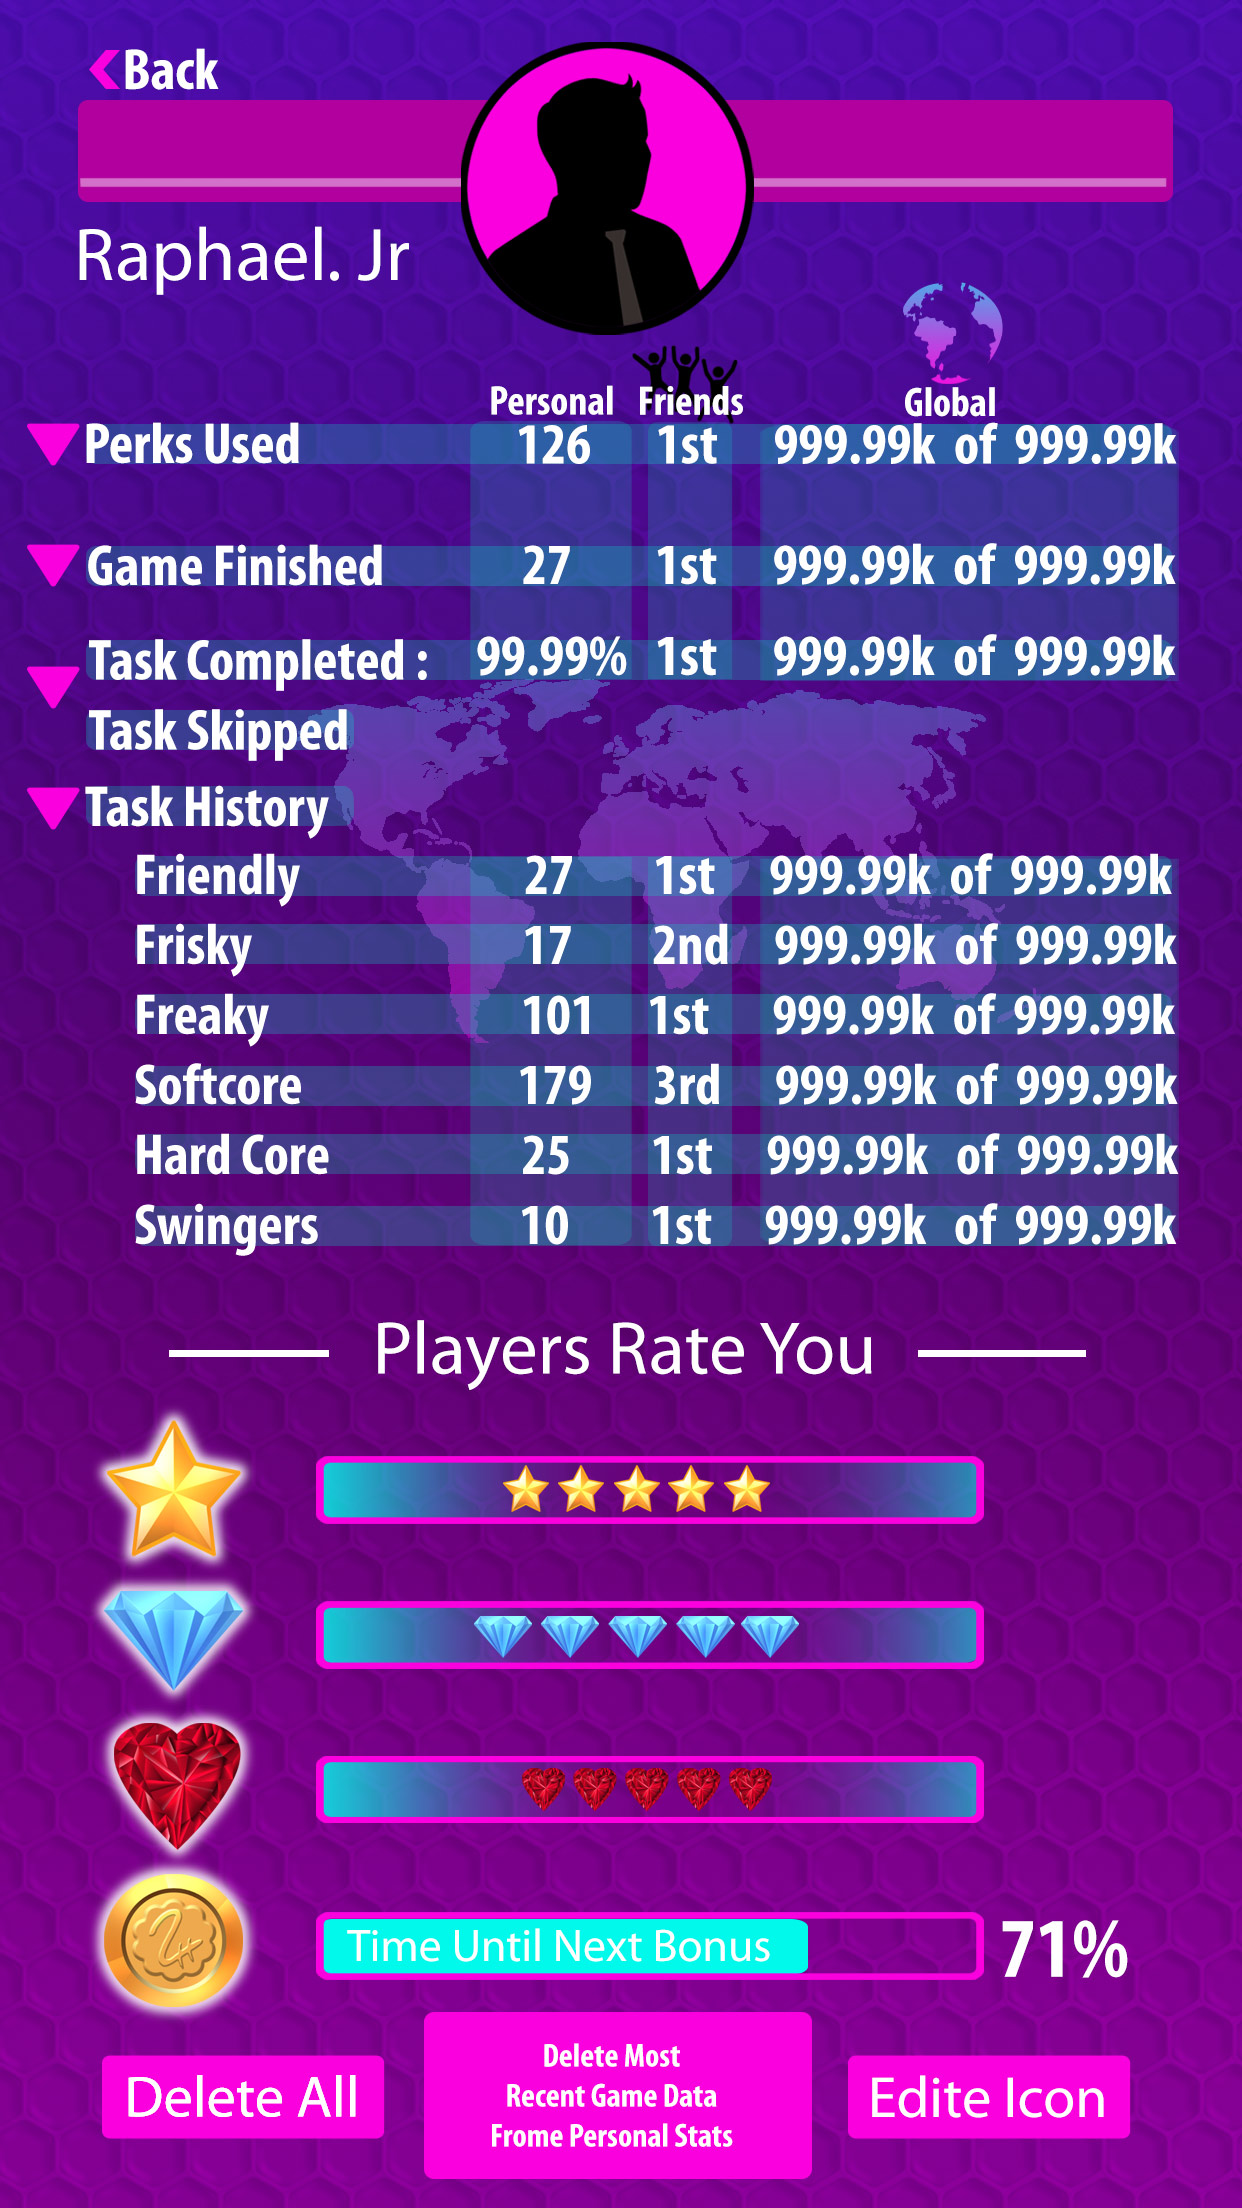 Back
Raphael. Jr
Personal Friends Global
Perks Used 126 1st 999.99k of 999.99k
Game Finished 27 1st 999.99k of 999.99k
Task Completed : 99.99% 1st 999.99k of 999.99k
Task Skipped
Task History
Friendly 27 1st 999.99k of 999.99k
Frisky 17 2nd 999.99k of 999.99k
Freaky 101 1st 999.99k of 999.99k
Softcore 179 3rd 999.99k of 999.99k
Hard Core 25 1st 999.99k of 999.99k
Swingers 10 1st 999.99k of 999.99k
Players Rate You
Time Until Next Bonus 71%
Delete Most
Recent Game Data
Frome Personal Stats
Delete All
Edite Icon